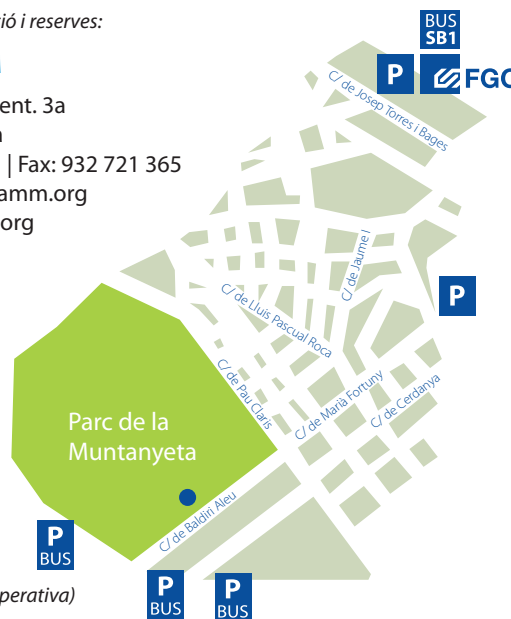 ió i reserves:
ent. 3a
| Fax: 932 721 365
amm.org
org
BUS
SB1
P
FGC
C/ de Josep Torres i Bages
C/ de Jaume I
P
C/ de Lluís Pascual Roca
C/ de Pau Claris
C/ de Marià Fortuny
C/ de Cerdanya
Parc de la
Muntanyeta
C/ de Baldiri Aleu
P
BUS
P
BUS
P
BUS
perativa)